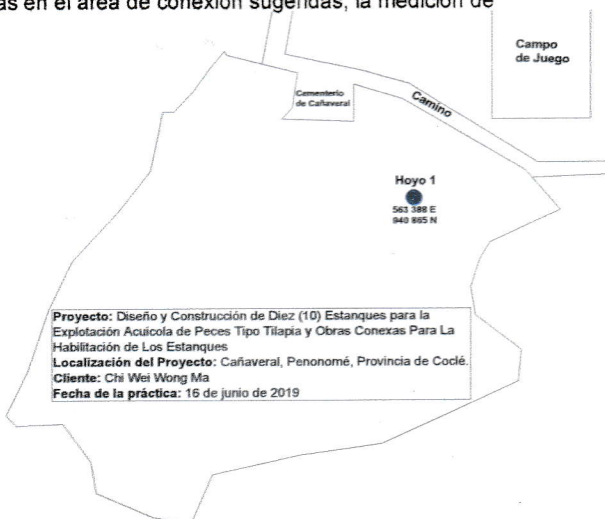 as en el área de conexión sugeridas, la medición de
Campo
de Juego
Cementerio
de Cañaveral
Camino
Hoyo 1
563 388 E
940 865 N
Proyecto: Diseño y Construcción de Diez (10) Estanques para la
Explotación Acuícola de Peces Tipo Tilapia y Obras Conexas Para La
Habilitación de Los Estanques
Localización del Proyecto: Cañaveral, Penonomé, Provincia de Coclé.
Cliente: Chi Wei Wong Ma
Fecha de la práctica: 16 de junio de 2019